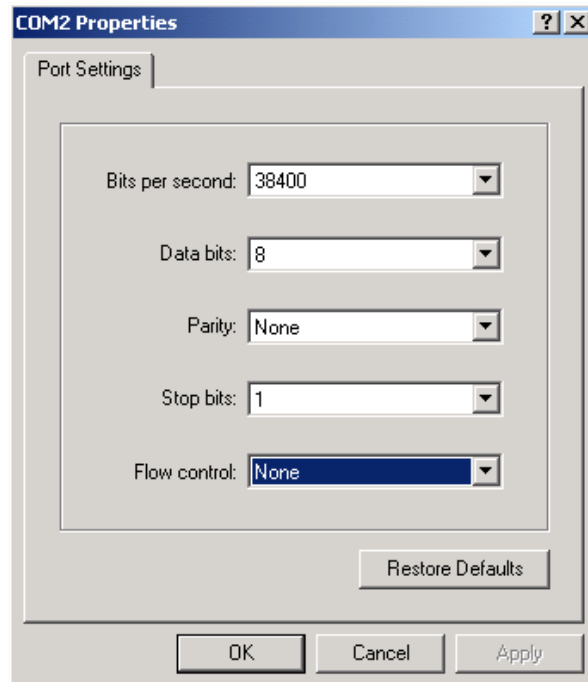 COM2 Properties
Port Settings
Bits per second: 38400
Data bits: 8
Parity: None
Stop bits: 1
Flow control: None
Restore Defaults
OK Cancel Apply